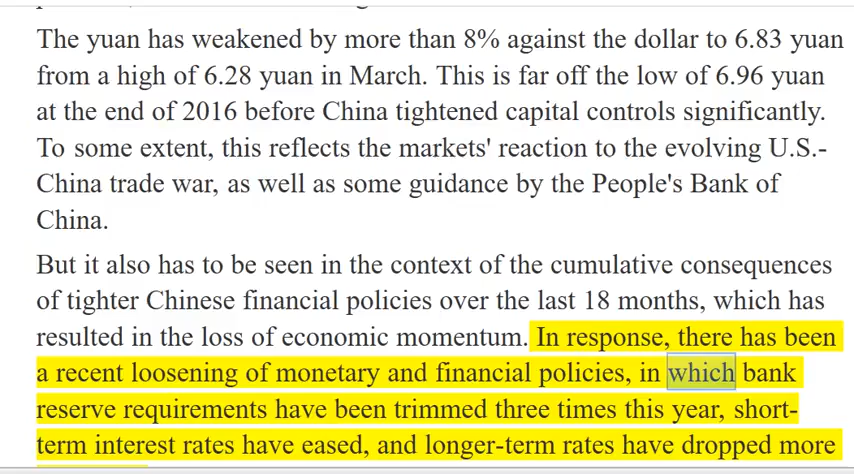 The yuan has weakened by more than 8% against the dollar to 6.83 yuan
from a high of 6.28 yuan in March. This is far off the low of 6.96 yuan
at the end of 2016 before China tightened capital controls significantly.
To some extent, this reflects the markets' reaction to the evolving U.S.-
China trade war, as well as some guidance by the People's Bank of
China.
But it also has to be seen in the context of the cumulative consequences
of tighter Chinese financial policies over the last 18 months, which has
resulted in the loss of economic momentum. In response, there has been
a recent loosening of monetary and financial policies, in which bank
reserve requirements have been trimmed three times this year, short-
term interest rates have eased, and longer-term rates have dropped more